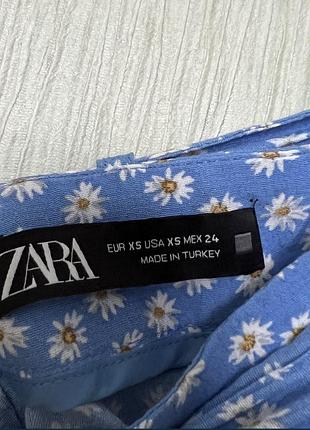 ZARA
EUR XS USA XS MEX 24
MADE IN TURKEY